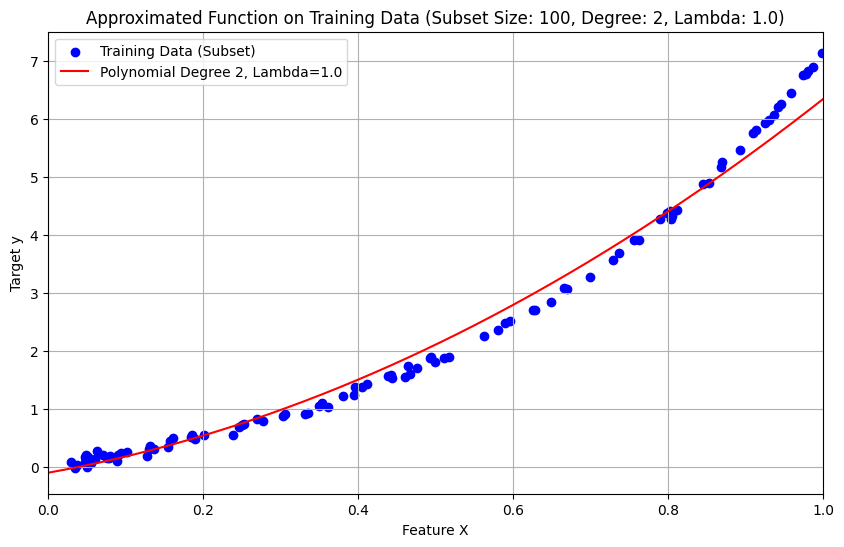 Approximated Function on Training Data (Subset Size: 100, Degree: 2, Lambda: 1.0)
Training Data (Subset)
Polynomial Degree 2, Lambda=1.0
7
6
5
4
3
2
1
0
Target y
0.0 0.2 0.4 0.6 0.8 1.0
Feature X